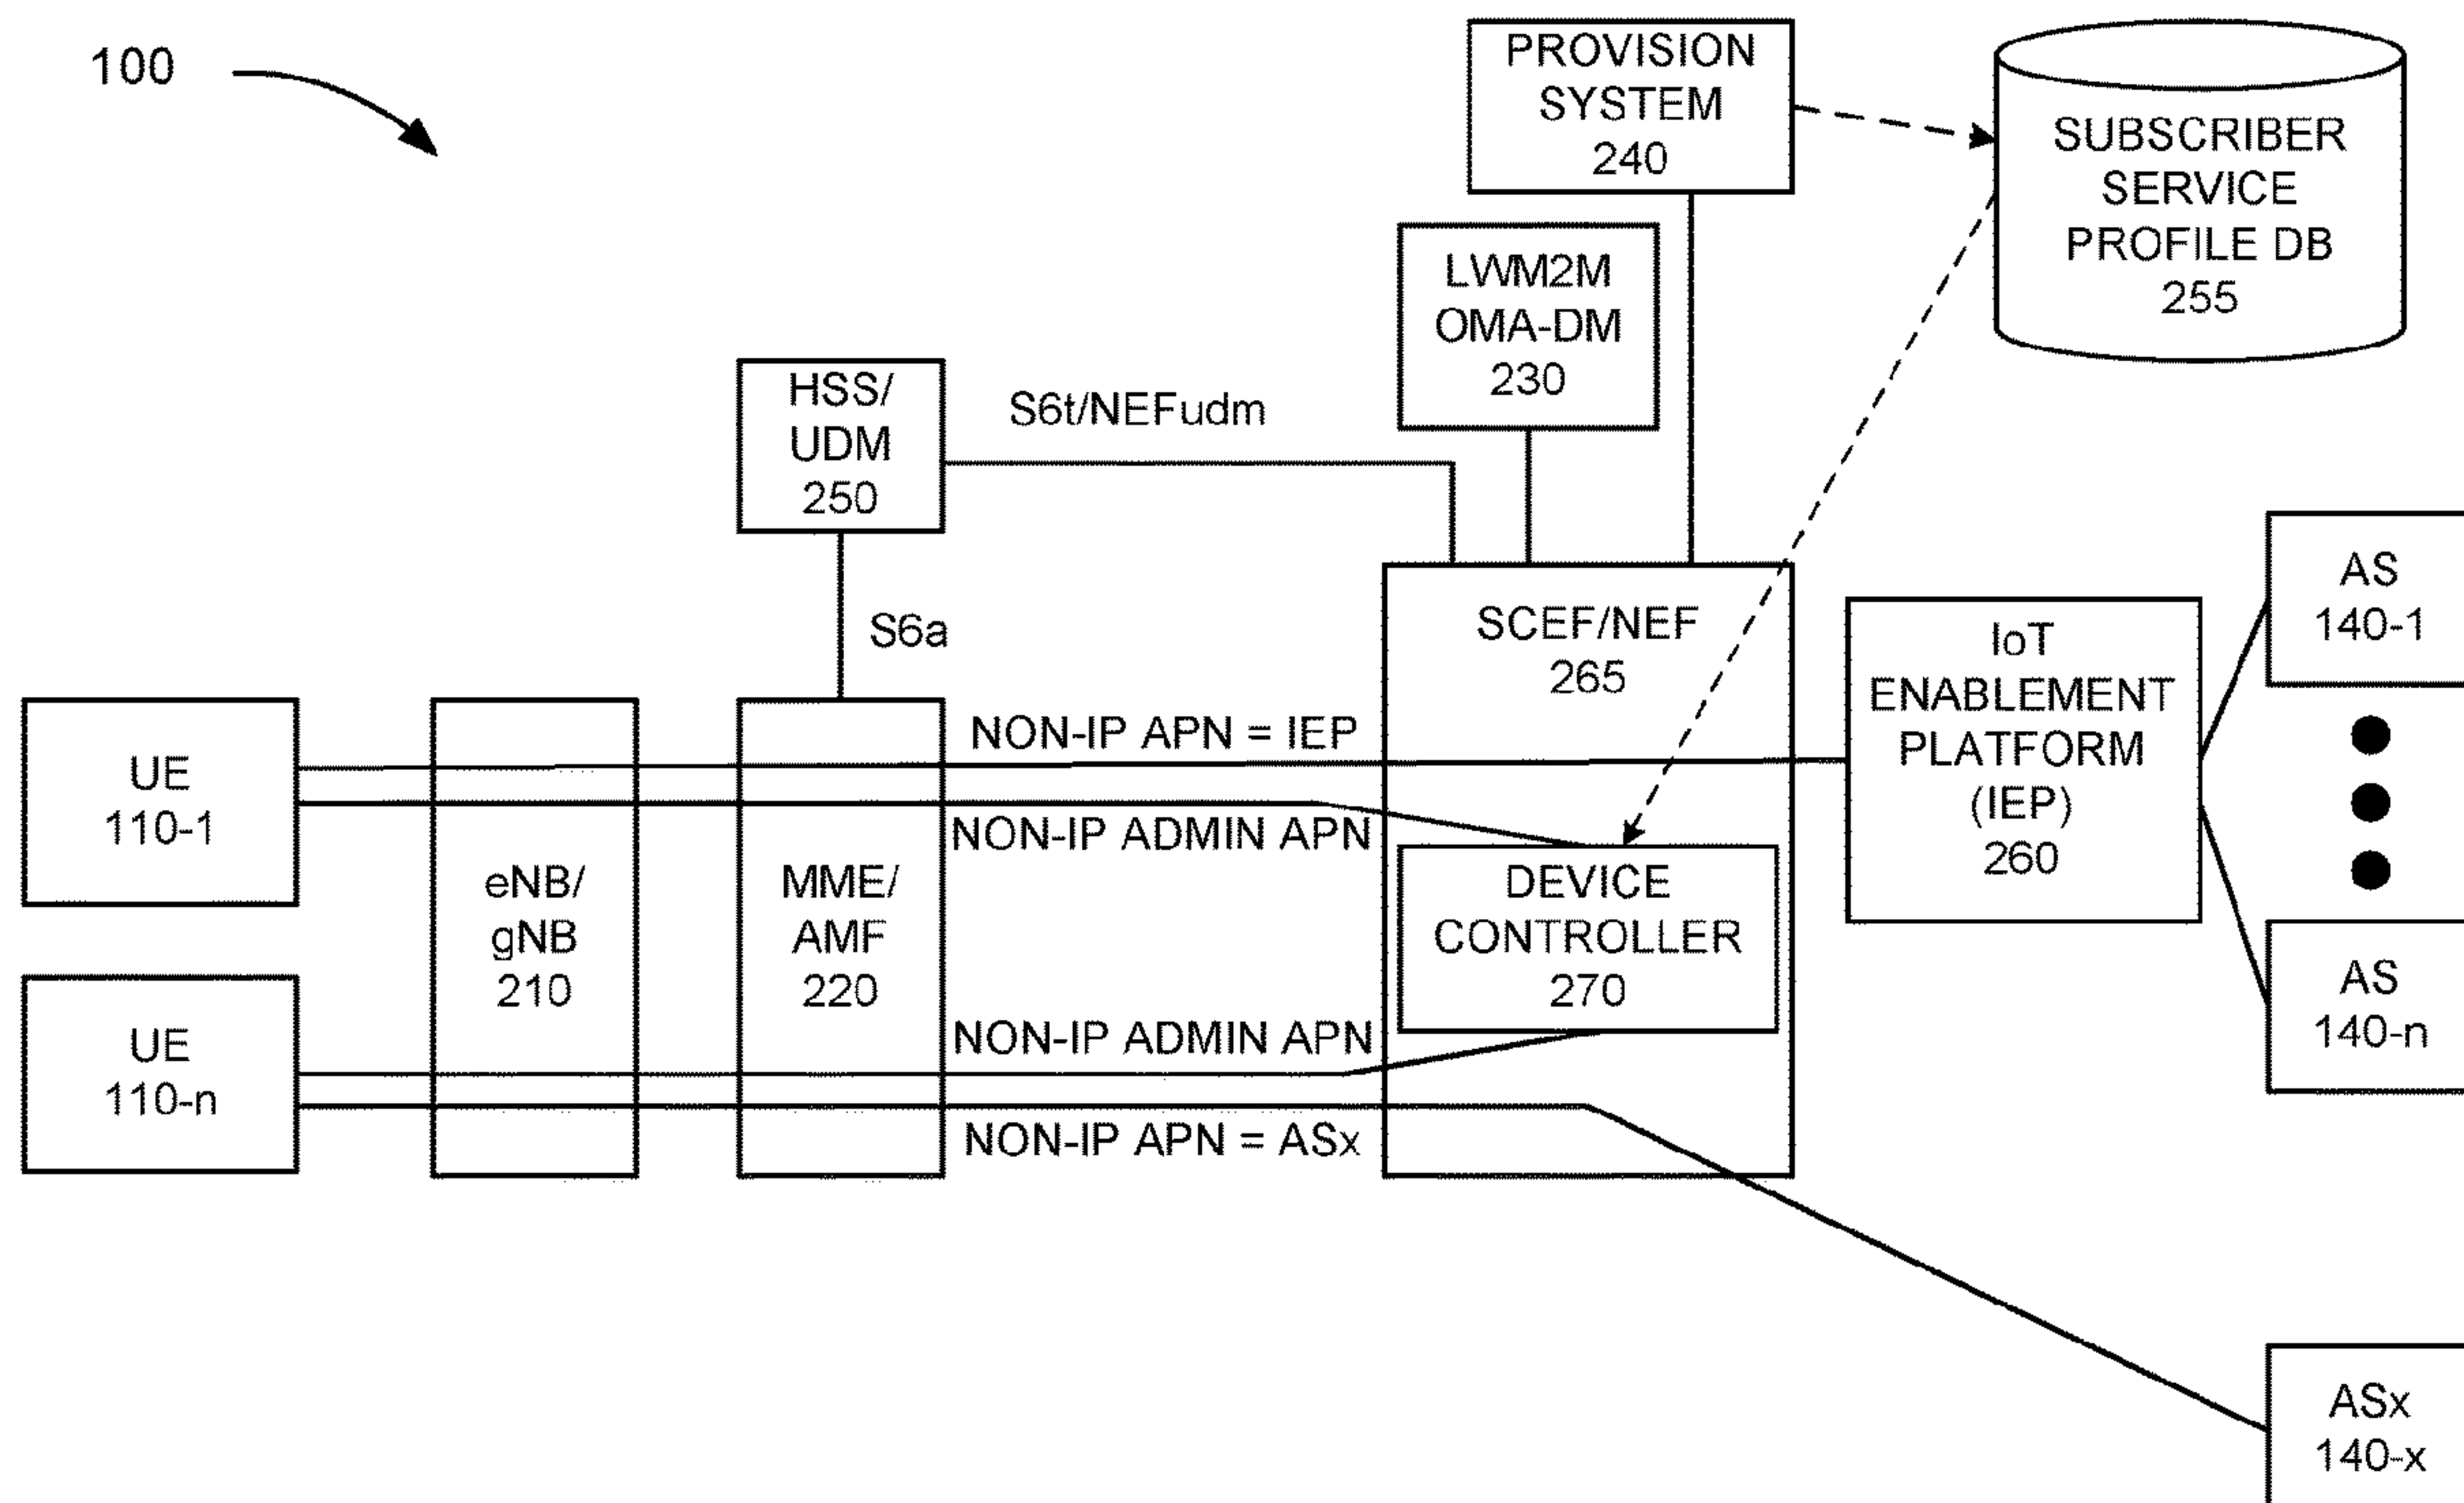 100
PROVISION
SYSTEM
240
SUBSCRIBER
SERVICE
PROFILE DB
255
LWM2M
OMA-DM
230
HSS/
UDM
250
S6t/NEFudm
S6a
SCEF/NEF
265
IoT
ENABLEMENT
PLATFORM
(IEP)
260
AS
140-1
UE
110-1
eNB/
gNB
210
MME/
AMF
220
NON-IP APN = IEP
NON-IP ADMIN APN
DEVICE
CONTROLLER
270
AS
140-n
UE
110-n
NON-IP ADMIN APN
NON-IP APN = ASx
ASx
140-x